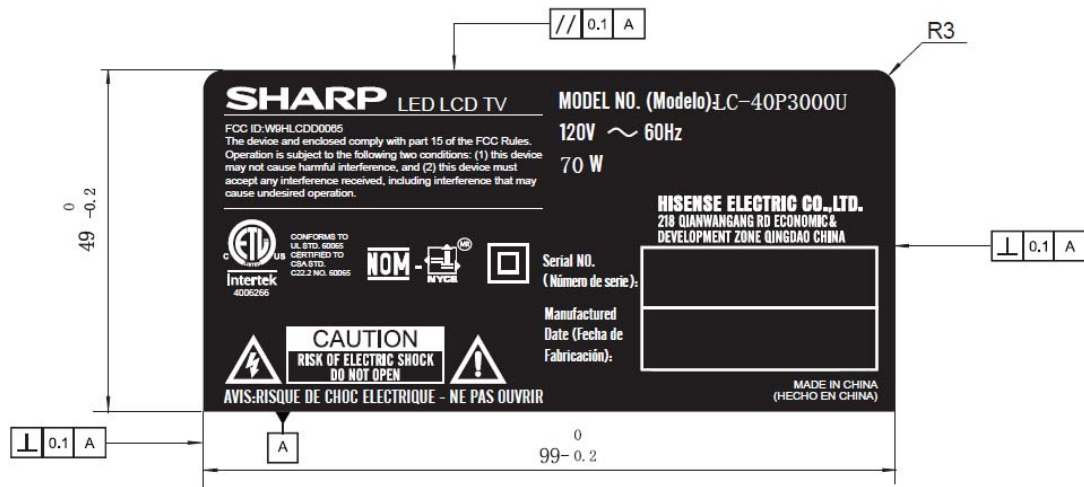 // 0.1 A
R3
SHARP LED LCD TV
FCC ID:W9HLCDD0065
The device and enclosed comply with part 15 of the FCC Rules.
Operation is subject to the following two conditions: (1) this device
may not cause harmful interference, and (2) this device must
accept any interference received, including interference that may
cause undesired operation.
MODEL NO. (Modelo):LC-40P3000U
120V ～ 60Hz
70 W
HISENSE ELECTRIC CO.,LTD.
218 QIANWANGANG RD ECONOMIC &
DEVELOPMENT ZONE QINGDAO CHINA
0
49 -0.2
⊥ 0.1 A
C ETL US
LISTED
Intertek
4006266
CONFORMS TO
UL STD. 60065
CERTIFIED TO
CSA STD.
C22.2 NO. 60065
NOM - NYCE MR
Serial NO.
(Número de serie):
Manufactured
Date (Fecha de
Fabricación):
CAUTION
RISK OF ELECTRIC SHOCK
DO NOT OPEN
AVIS:RISQUE DE CHOC ELECTRIQUE - NE PAS OUVRIR
MADE IN CHINA
(HECHO EN CHINA)
⊥ 0.1 A
A
0
99-0.2